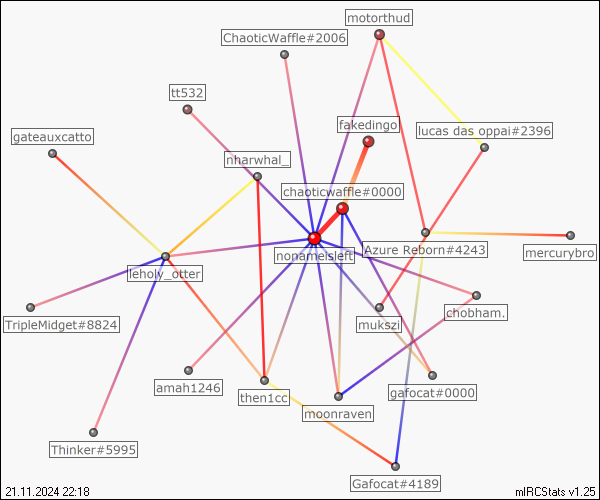 motorthud
ChaoticWaffle#2006
tt532
fakedingo
lucas das oppai#2396
gateauxcatto
nharwhal_
chaoticwaffle#0000
nonameisleft
Azure Reborn#4243
mercurybro
leholy_otter
chobham.
TripleMidget#8824
mukszi
amah1246
then1cc
gafocat#0000
moonraven
Thinker#5995
Gafocat#4189
21.11.2024 22:18
mIRCStats v1.25